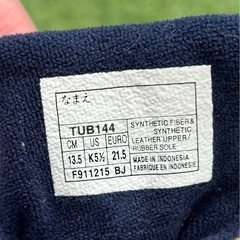 なまえ
TUB144
CM US EURO
13.5 K5½ 21.5
F911215 BJ
SYNTHETIC FIBER&
SYNTHETIC
LEATHER UPPER/
RUBBER SOLE
MADE IN INDONESIA
FABRIQUE EN INDONESIE